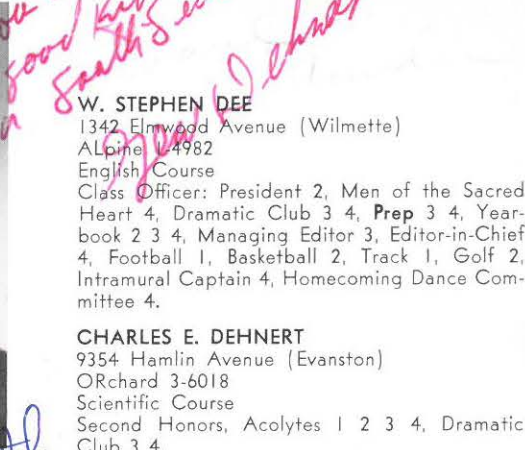 good
South Sea
Dehnert
W. STEPHEN DEE
1342 Elmwood Avenue (Wilmette)
ALpine 1-4982
English Course
Class Officer: President 2, Men of the Sacred
Heart 4, Dramatic Club 3 4, Prep 3 4, Year-
book 2 3 4, Managing Editor 3, Editor-in-Chief
4, Football 1, Basketball 2, Track 1, Golf 2,
Intramural Captain 4, Homecoming Dance Com-
mittee 4.
CHARLES E. DEHNERT
9354 Hamlin Avenue (Evanston)
ORchard 3-6018
Scientific Course
Second Honors, Acolytes 1 2 3 4, Dramatic
Club 3 4